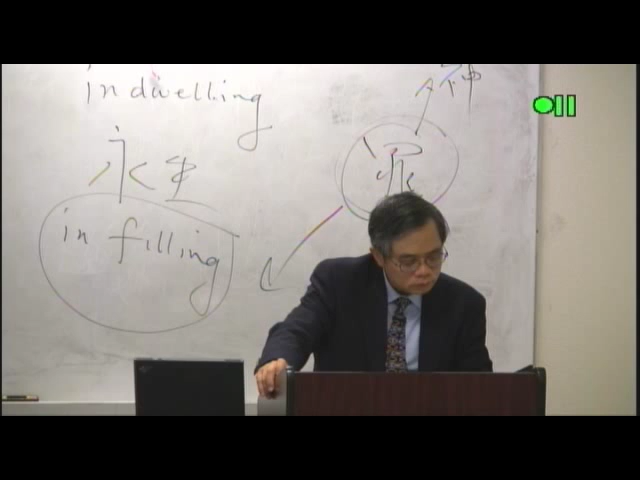 indwelling
神
永生
in filling